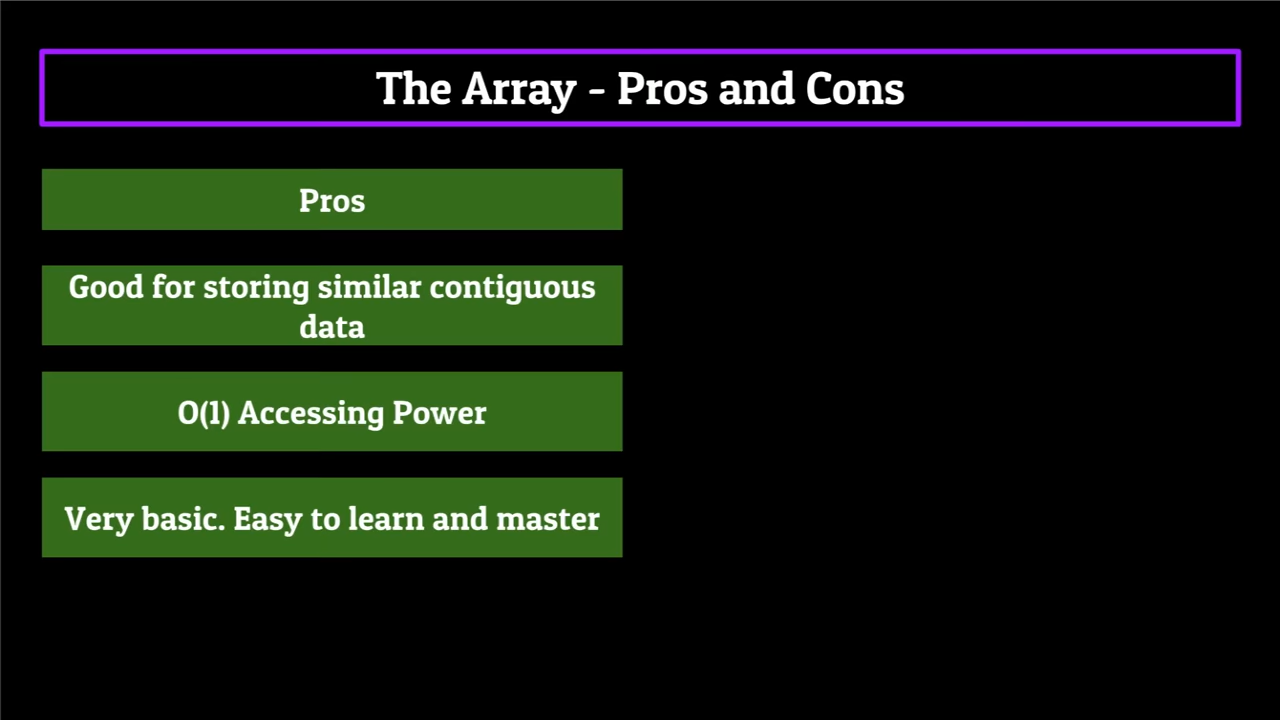 The Array - Pros and Cons
Pros
Good for storing similar contiguous
data
O(1) Accessing Power
Very basic. Easy to learn and master